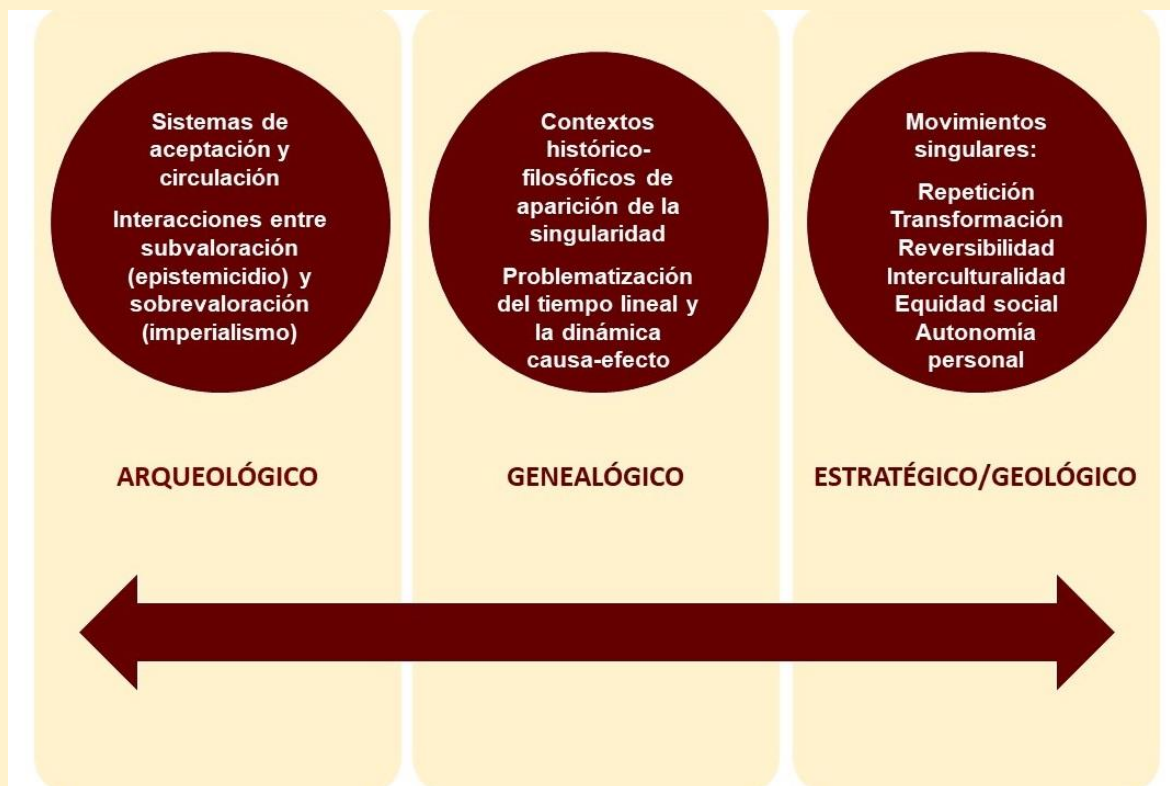 Sistemas de
aceptación y
circulación
Interacciones entre
subvaloración
(epistemicidio) y
sobrevaloración
(imperialismo)
ARQUEOLÓGICO
Contextos
histórico-
filosóficos de
aparición de la
singularidad
Problematización
del tiempo lineal y
la dinámica
causa-efecto
GENEALÓGICO
Movimientos
singulares:
Repetición
Transformación
Reversibilidad
Interculturalidad
Equidad social
Autonomía
personal
ESTRATÉGICO/GEOLÓGICO